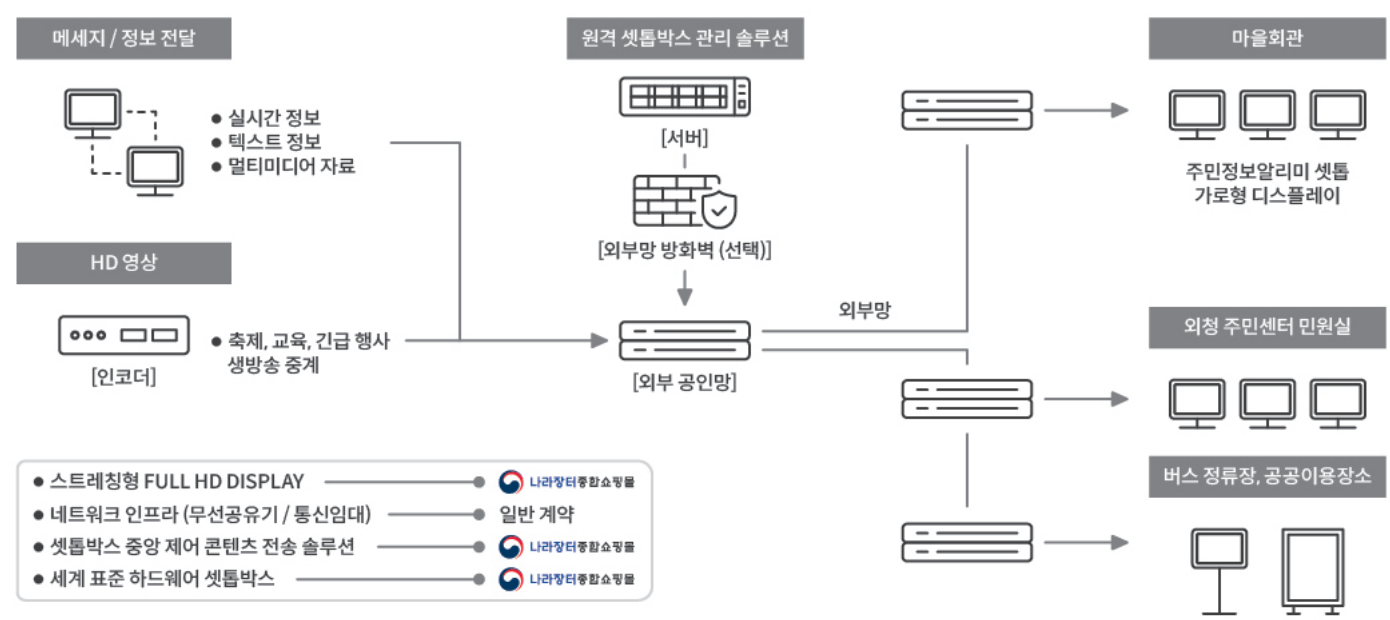 메세지 / 정보 전달
● 실시간 정보
● 텍스트 정보
● 멀티미디어 자료
HD 영상
[인코더]
● 축제, 교육, 긴급 행사
생방송 중계
원격 셋톱박스 관리 솔루션
[서버]
[외부망 방화벽 (선택)]
[외부 공인망]
외부망
마을회관
주민정보알리미 셋톱
가로형 디스플레이
외청 주민센터 민원실
버스 정류장, 공공이용장소
● 스트레칭형 FULL HD DISPLAY 나라장터종합쇼핑몰
● 네트워크 인프라 (무선공유기 / 통신임대) 일반 계약
● 셋톱박스 중앙 제어 콘텐츠 전송 솔루션 나라장터종합쇼핑몰
● 세계 표준 하드웨어 셋톱박스 나라장터종합쇼핑몰